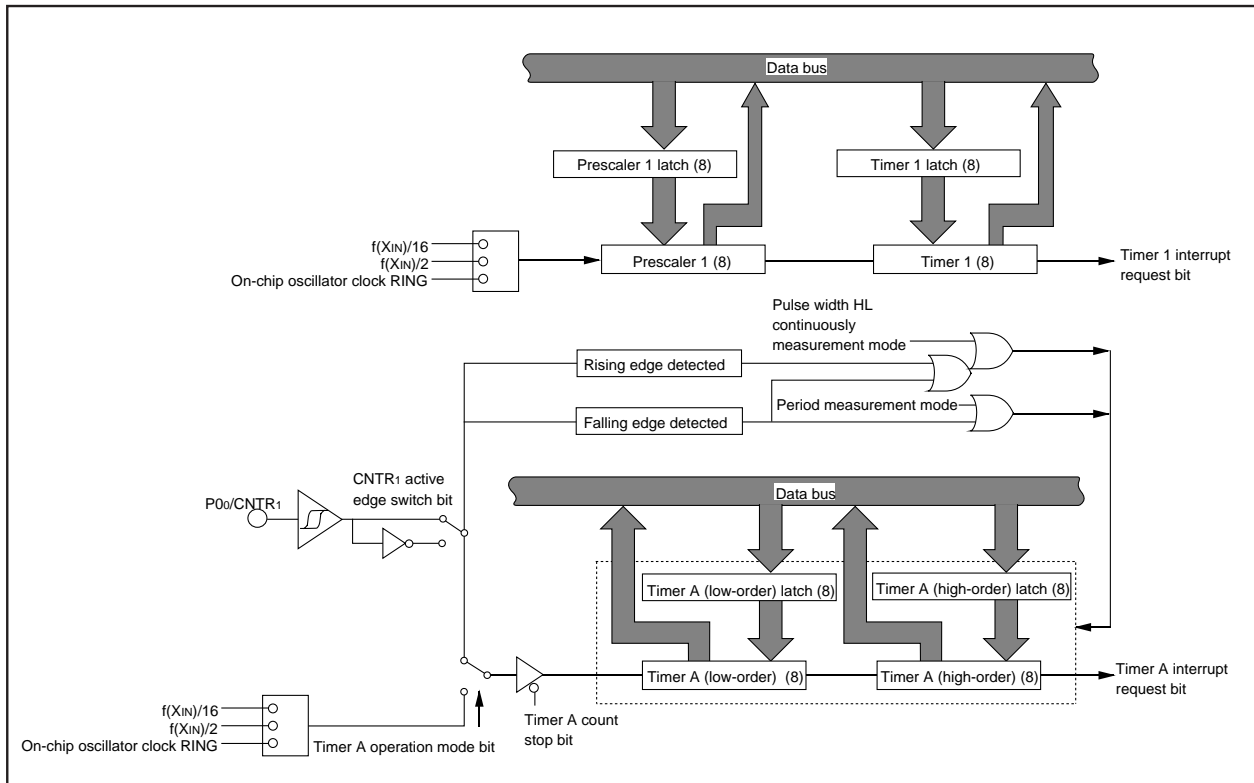 Data bus
Prescaler 1 latch (8)
Timer 1 latch (8)
f(XIN)/16
f(XIN)/2
On-chip oscillator clock RING
Prescaler 1 (8)
Timer 1 (8)
Timer 1 interrupt
request bit
Pulse width HL
continuously
measurement mode
Rising edge detected
Period measurement mode
Falling edge detected
CNTR1 active
edge switch bit
P00/CNTR1
Data bus
Timer A (low-order) latch (8)
Timer A (high-order) latch (8)
Timer A (low-order) (8)
Timer A (high-order) (8)
Timer A interrupt
request bit
f(XIN)/16
f(XIN)/2
On-chip oscillator clock RING
Timer A operation mode bit
Timer A count
stop bit